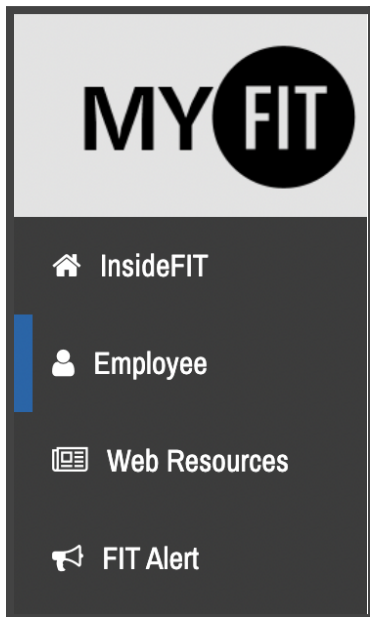 MYFIT
InsideFIT
Employee
Web Resources
FIT Alert